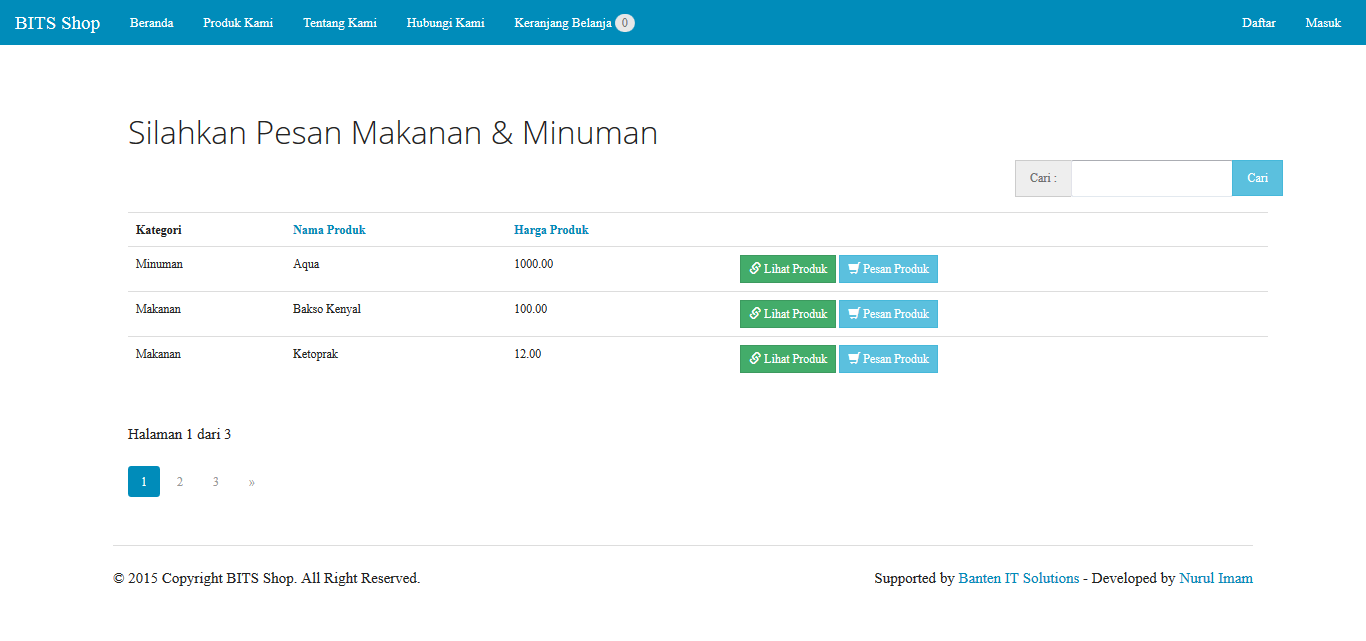 BITS Shop Beranda Produk Kami Tentang Kami Hubungi Kami Keranjang Belanja 0 Daftar Masuk
Silahkan Pesan Makanan & Minuman
Cari : Cari
Kategori Nama Produk Harga Produk
Minuman Aqua 1000.00 Lihat Produk Pesan Produk
Makanan Bakso Kenyal 100.00 Lihat Produk Pesan Produk
Makanan Ketoprak 12.00 Lihat Produk Pesan Produk
Halaman 1 dari 3
1 2 3 »
© 2015 Copyright BITS Shop. All Right Reserved. Supported by Banten IT Solutions - Developed by Nurul Imam